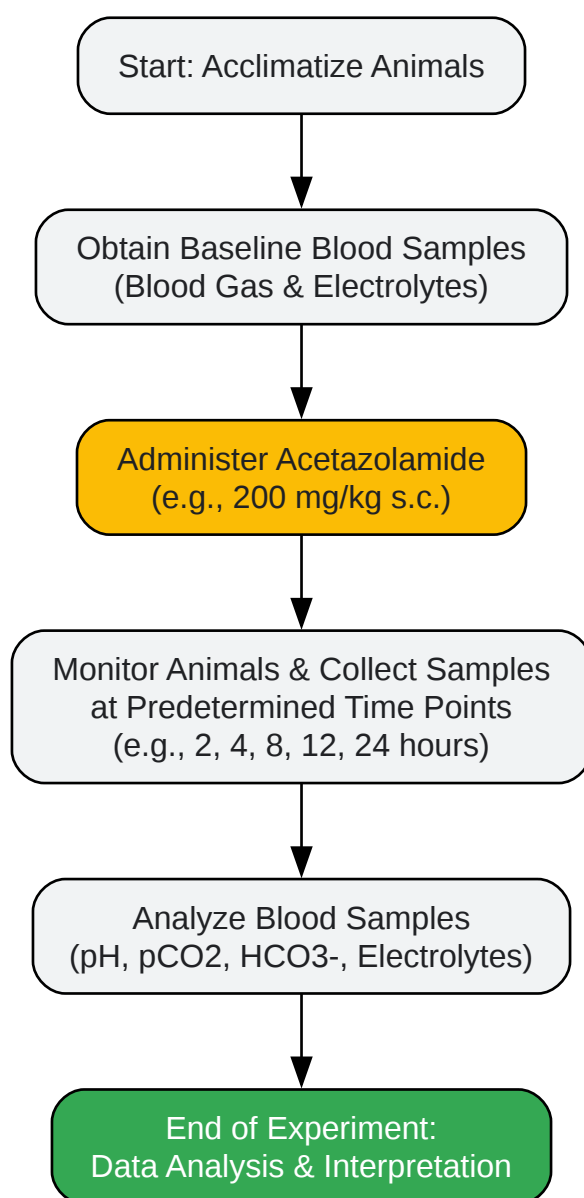 Start: Acclimatize Animals
Obtain Baseline Blood Samples
(Blood Gas & Electrolytes)
Administer Acetazolamide
(e.g., 200 mg/kg s.c.)
Monitor Animals & Collect Samples
at Predetermined Time Points
(e.g., 2, 4, 8, 12, 24 hours)
Analyze Blood Samples
(pH, pCO2, HCO3-, Electrolytes)
End of Experiment:
Data Analysis & Interpretation